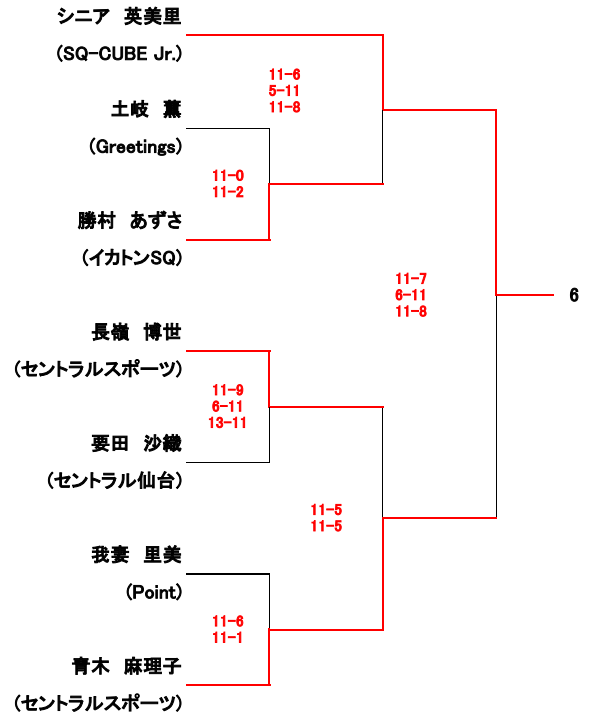 シニア 英美里
(SQ-CUBE Jr.)
11-6
5-11
11-8
土岐 薫
(Greetings)
11-0
11-2
勝村 あずさ
(イカトンSQ)
11-7
6-11
11-8
6
長嶺 博世
(セントラルスポーツ)
11-9
6-11
13-11
要田 沙織
(セントラル仙台)
11-5
11-5
我妻 里美
(Point)
11-6
11-1
青木 麻理子
(セントラルスポーツ)